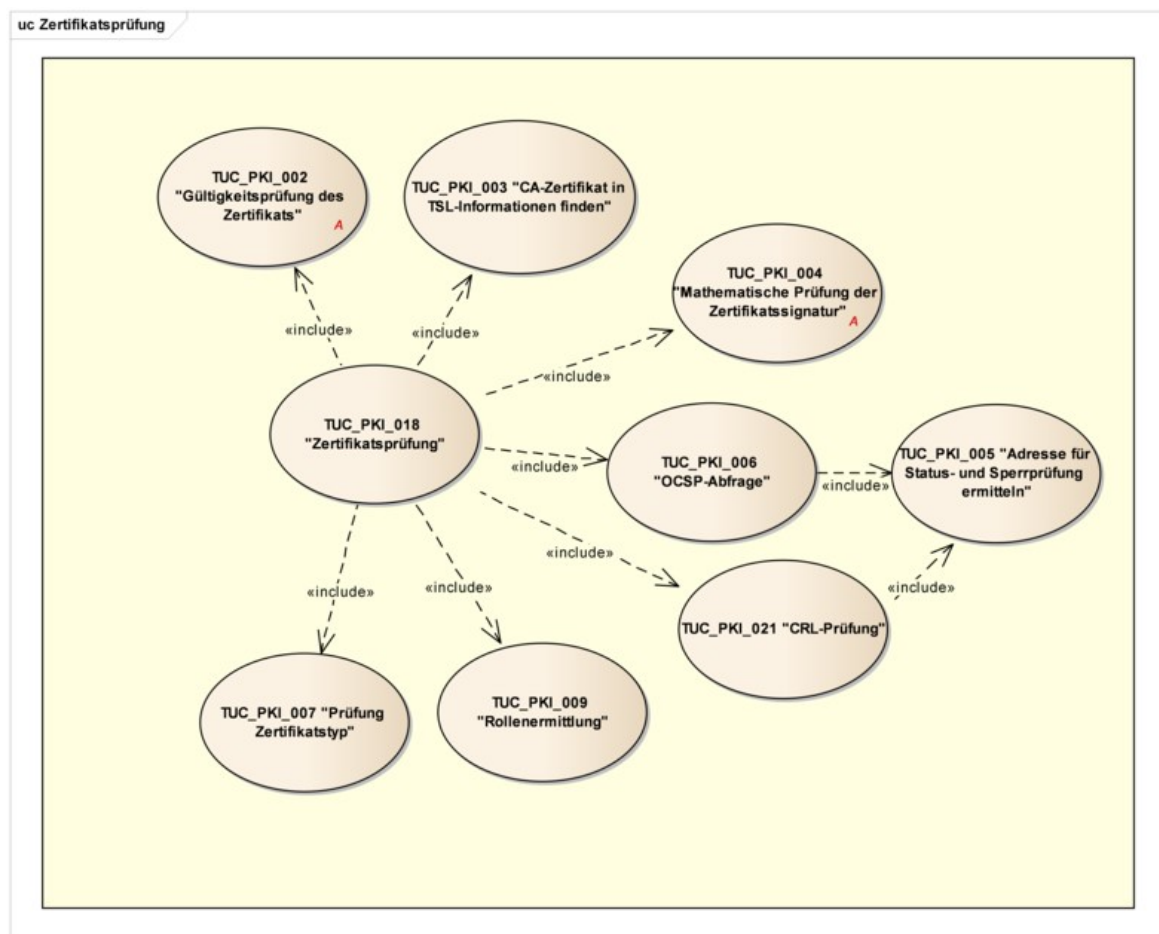 uc Zertifikatsprüfung
TUC_PKI_002
"Gültigkeitsprüfung des
Zertifikats"
A
TUC_PKI_003 "CA-Zertifikat in
TSL-Informationen finden"
TUC_PKI_004
"Mathematische Prüfung der
Zertifikatssignatur"
A
«include»
«include»
«include»
TUC_PKI_018
"Zertifikatsprüfung"
«include»
TUC_PKI_006
"OCSP-Abfrage"
«include»
TUC_PKI_005 "Adresse für
Status- und Sperrprüfung
ermitteln"
«include»
«include»
«include»
«include»
TUC_PKI_021 "CRL-Prüfung"
TUC_PKI_007 "Prüfung
Zertifikatstyp"
TUC_PKI_009
"Rollenermittlung"